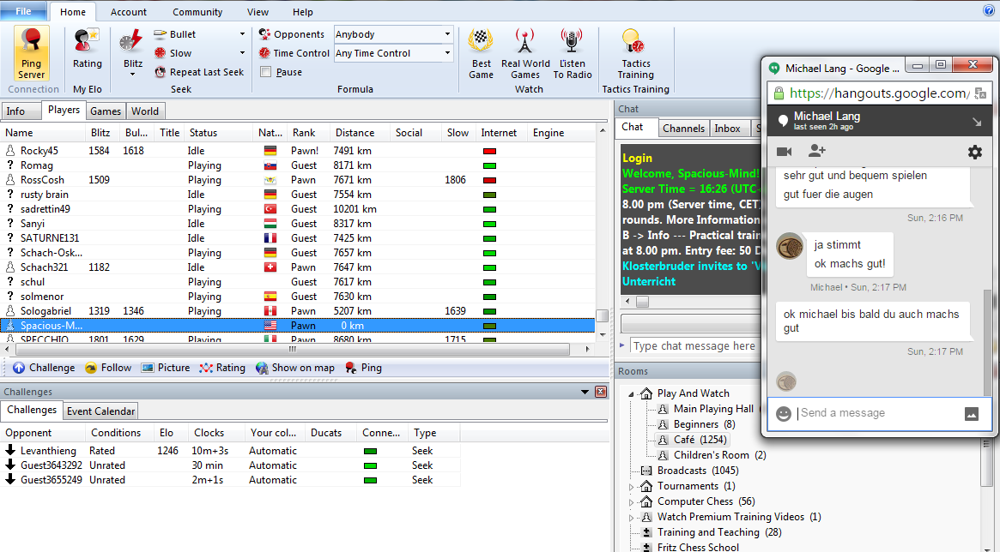 File Home Account Community View Help
Ping Server
Connection
Rating
My Elo
Blitz
Bullet
Slow
Repeat Last Seek
Seek
Opponents Anybody
Time Control Any Time Control
Pause
Formula
Best Game
Real World Games
Listen To Radio
Watch
Tactics Training
Tactics Training
Info Players Games World
Name Blitz Bul... Title Status Nat... Rank Distance Social Slow Internet Engine
Rocky45 1584 1618 Idle Pawn! 7491 km
? Romag Playing Guest 8171 km
RossCosh 1509 Playing Pawn 7671 km 1806
? rusty brain Idle Guest 7554 km
? sadrettin49 Playing Guest 10201 km
? Sanyi Playing Guest 8317 km
? SATURNE131 Idle Guest 7425 km
? Schach-Osk... Playing Guest 7657 km
Schach321 1182 Idle Pawn 7647 km
? schul Playing Guest 7617 km
? solmenor Playing Guest 7630 km
Sologabriel 1319 1346 Playing Pawn 5207 km 1639
Spacious-M... Pawn 0 km
SPECCHIO 1801 1629 Playing Pawn 8680 km 1715
Challenge Follow Picture Rating Show on map Ping
Challenges
Challenges Event Calendar
Opponent Conditions Elo Clocks Your col... Ducats Conne... Type
Levanthieng Rated 1246 10m+3s Automatic Seek
Guest3643292 Unrated 30 min Automatic Seek
Guest3655249 Unrated 2m+1s Automatic Seek
Chat
Chat Channels Inbox S
Login
Welcome, Spacious-Mind!
Server Time = 16:26 (UTC
8.00 pm (Server time, CET)
rounds. More Information
B -> Info --- Practical train
at 8.00 pm. Entry fee: 50 D
Klosterbruder invites to 'V
Unterricht
Type chat message here
Rooms
Play And Watch
Main Playing Hall
Beginners (8)
Café (1254)
Children's Room (2)
Broadcasts (1045)
Tournaments (1)
Computer Chess (56)
Watch Premium Training Videos (1)
Training and Teaching (28)
Fritz Chess School
Michael Lang - Google ...
https://hangouts.google.com/
Michael Lang
last seen 2h ago
sehr gut und bequem spielen
gut fuer die augen
Sun, 2:16 PM
ja stimmt
ok machs gut!
Michael • Sun, 2:17 PM
ok michael bis bald du auch machs
gut
Sun, 2:17 PM
Send a message